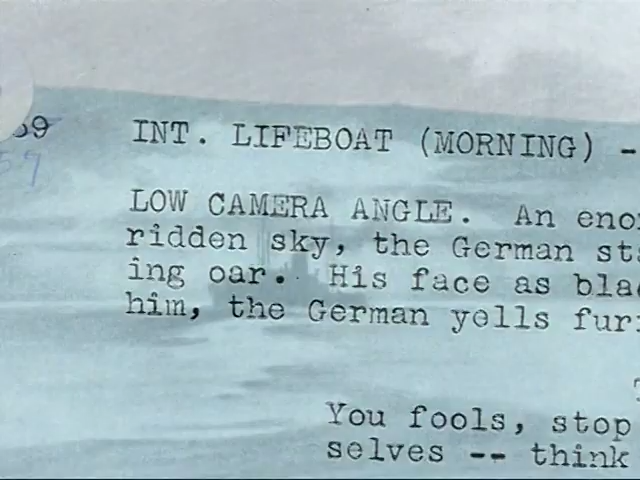 59
57
INT. LIFEBOAT (MORNING) -
LOW CAMERA ANGLE. An eno
ridden sky, the German st
ing oar. His face as bla
him, the German yells fur
You fools, stop
selves -- think